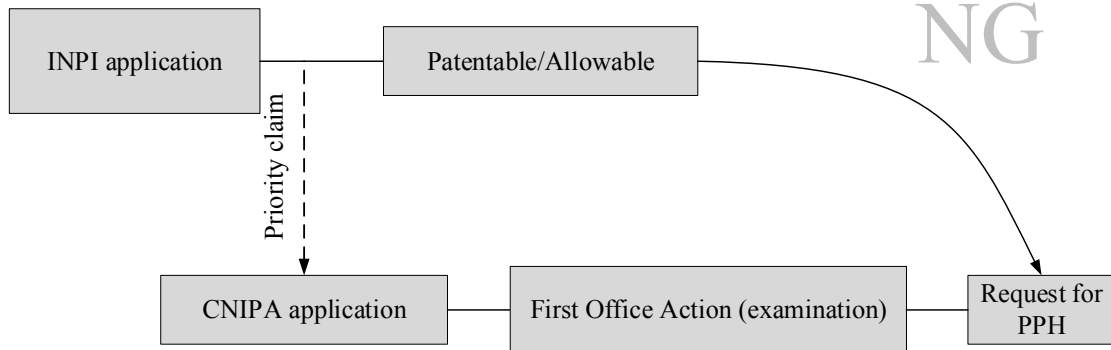 NG
INPI application
Patentable/Allowable
Priority claim
CNIPA application
First Office Action (examination)
Request for
PPH